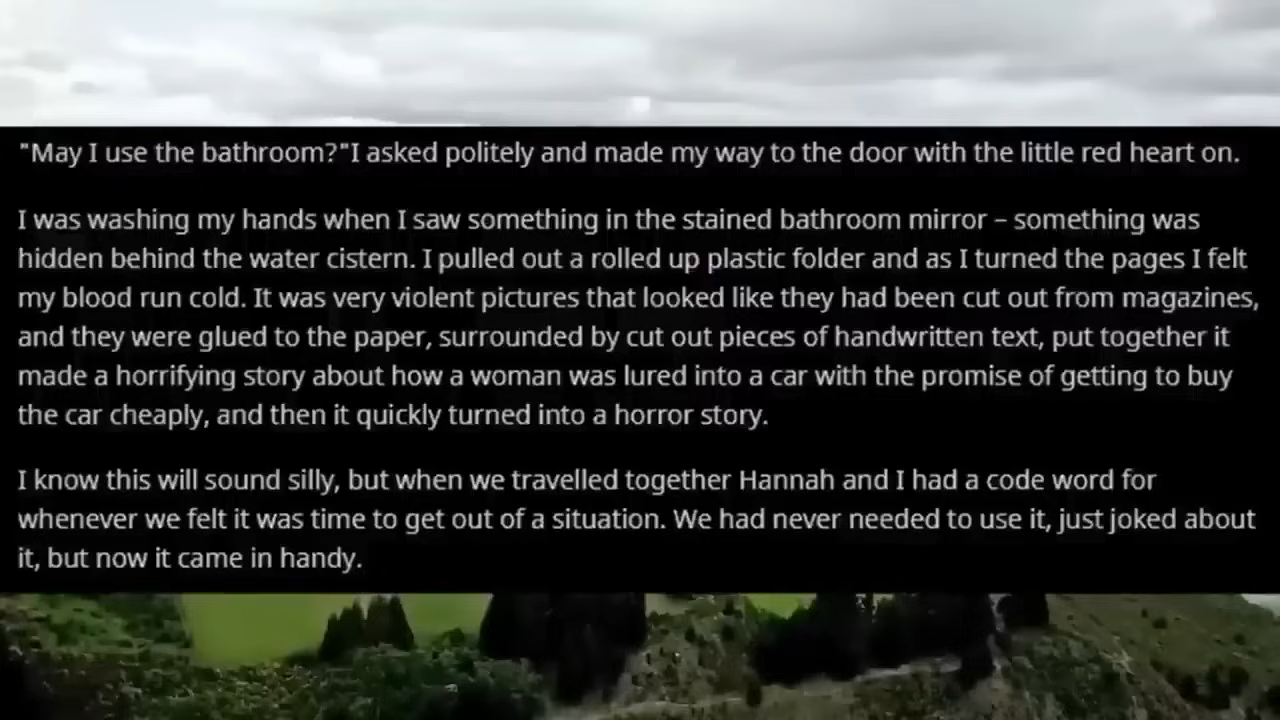 "May I use the bathroom?"I asked politely and made my way to the door with the little red heart on.
I was washing my hands when I saw something in the stained bathroom mirror – something was
hidden behind the water cistern. I pulled out a rolled up plastic folder and as I turned the pages I felt
my blood run cold. It was very violent pictures that looked like they had been cut out from magazines,
and they were glued to the paper, surrounded by cut out pieces of handwritten text, put together it
made a horrifying story about how a woman was lured into a car with the promise of getting to buy
the car cheaply, and then it quickly turned into a horror story.
I know this will sound silly, but when we travelled together Hannah and I had a code word for
whenever we felt it was time to get out of a situation. We had never needed to use it, just joked about
it, but now it came in handy.